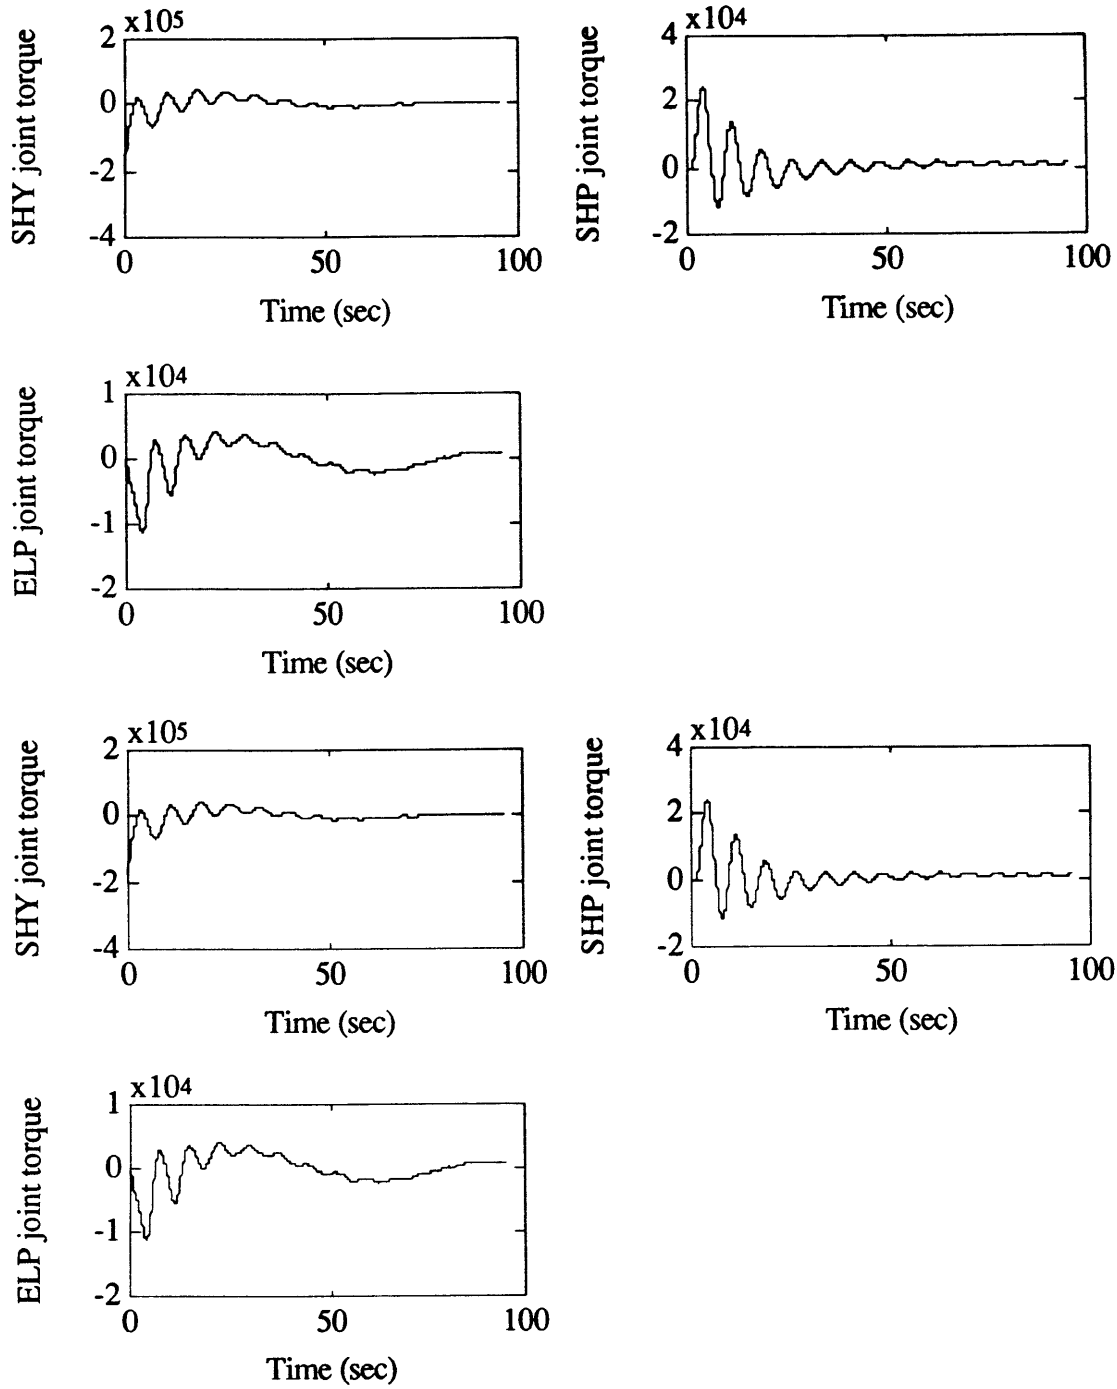 x105
2
0
-2
-4
SHY joint torque
0 50 100
Time (sec)
x104
4
2
0
-2
SHP joint torque
0 50 100
Time (sec)
x104
1
0
-1
-2
ELP joint torque
0 50 100
Time (sec)
x105
2
0
-2
-4
SHY joint torque
0 50 100
Time (sec)
x104
4
2
0
-2
SHP joint torque
0 50 100
Time (sec)
x104
1
0
-1
-2
ELP joint torque
0 50 100
Time (sec)